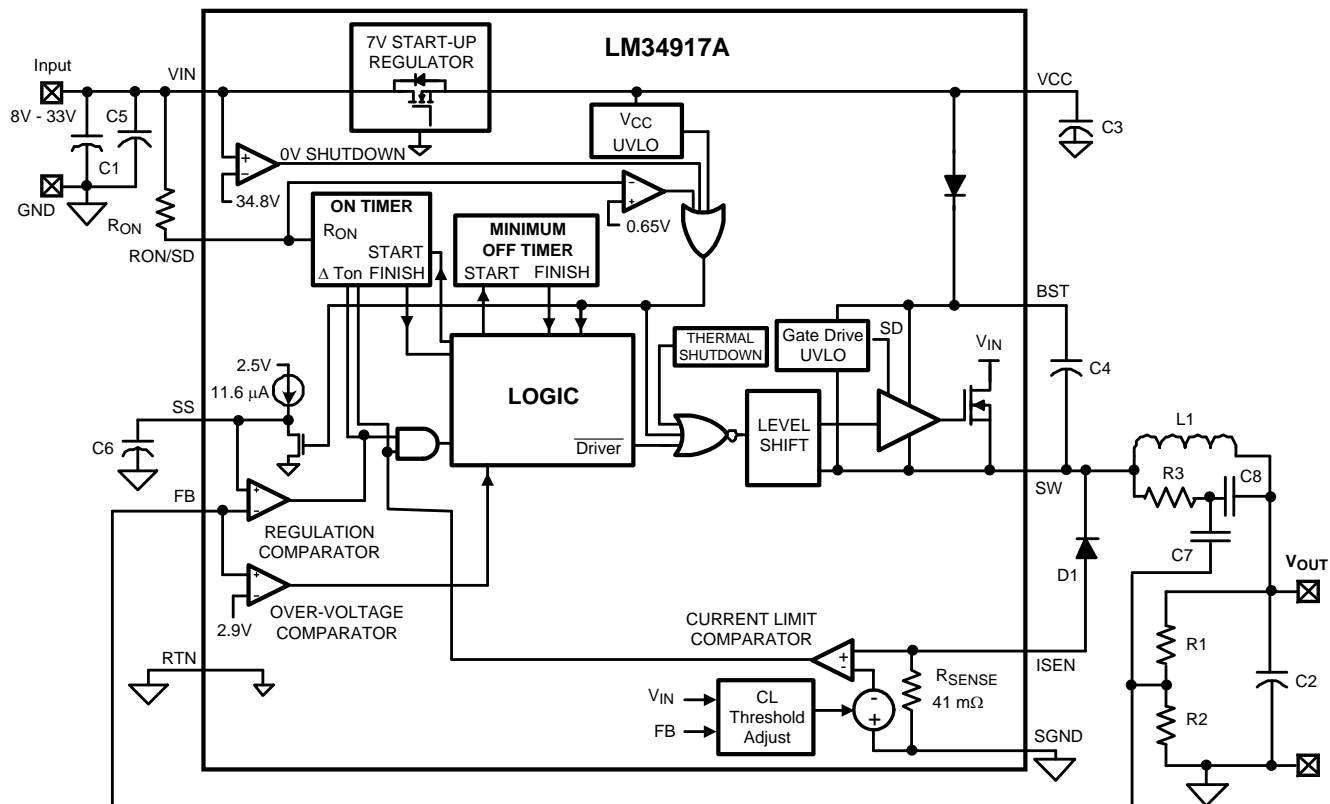 LM34917A
7V START-UP
REGULATOR
Input
VIN
VCC
8V - 33V
C5
C1
GND
RON
RON/SD
C3
VCC
UVLO
0V SHUTDOWN
34.8V
0.65V
ON TIMER
RON
START
Δ Ton FINISH
MINIMUM
OFF TIMER
START FINISH
BST
THERMAL
SHUTDOWN
Gate Drive
UVLO
SD
VIN
C4
2.5V
11.6 μA
SS
C6
LOGIC
Driver
LEVEL
SHIFT
SW
L1
R3
C8
C7
FB
REGULATION
COMPARATOR
D1
VOUT
2.9V
OVER-VOLTAGE
COMPARATOR
CURRENT LIMIT
COMPARATOR
ISEN
R1
RTN
RSENSE
41 mΩ
C2
VIN
FB
CL
Threshold
Adjust
R2
SGND
+
-
+
-
-
+
+
-
+
-
+
-
-
+